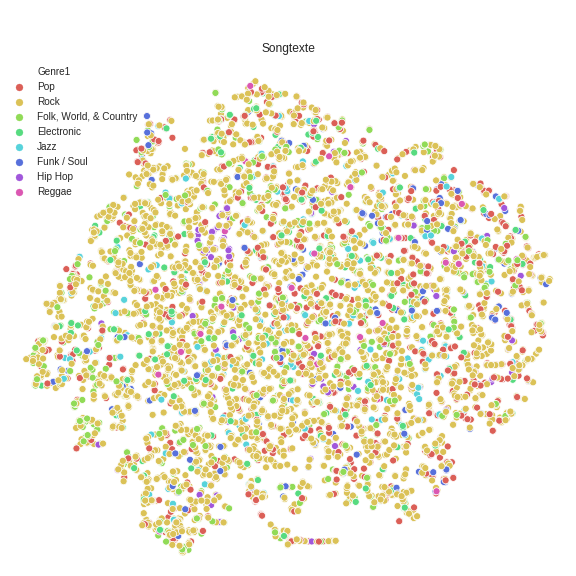 Songtexte
Genre1
Pop
Rock
Folk, World, & Country
Electronic
Jazz
Funk / Soul
Hip Hop
Reggae